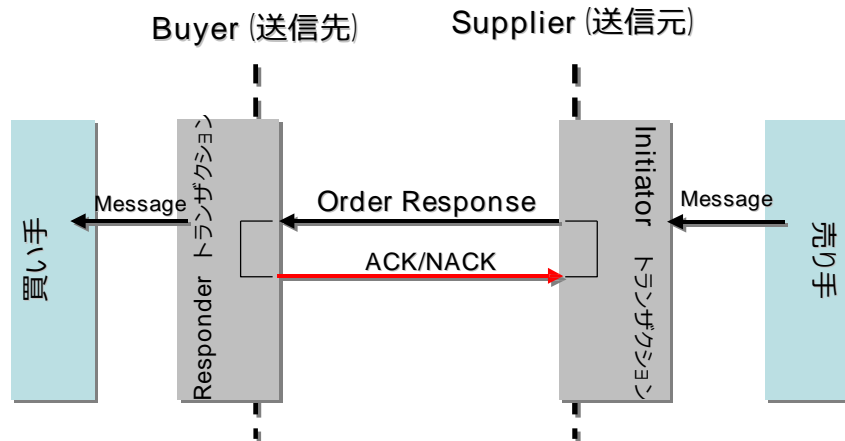 Buyer (送信先)
Supplier (送信元)
買い手
Message
Responder トランザクション
Order Response
ACK/NACK
Initiator トランザクション
Message
売り手